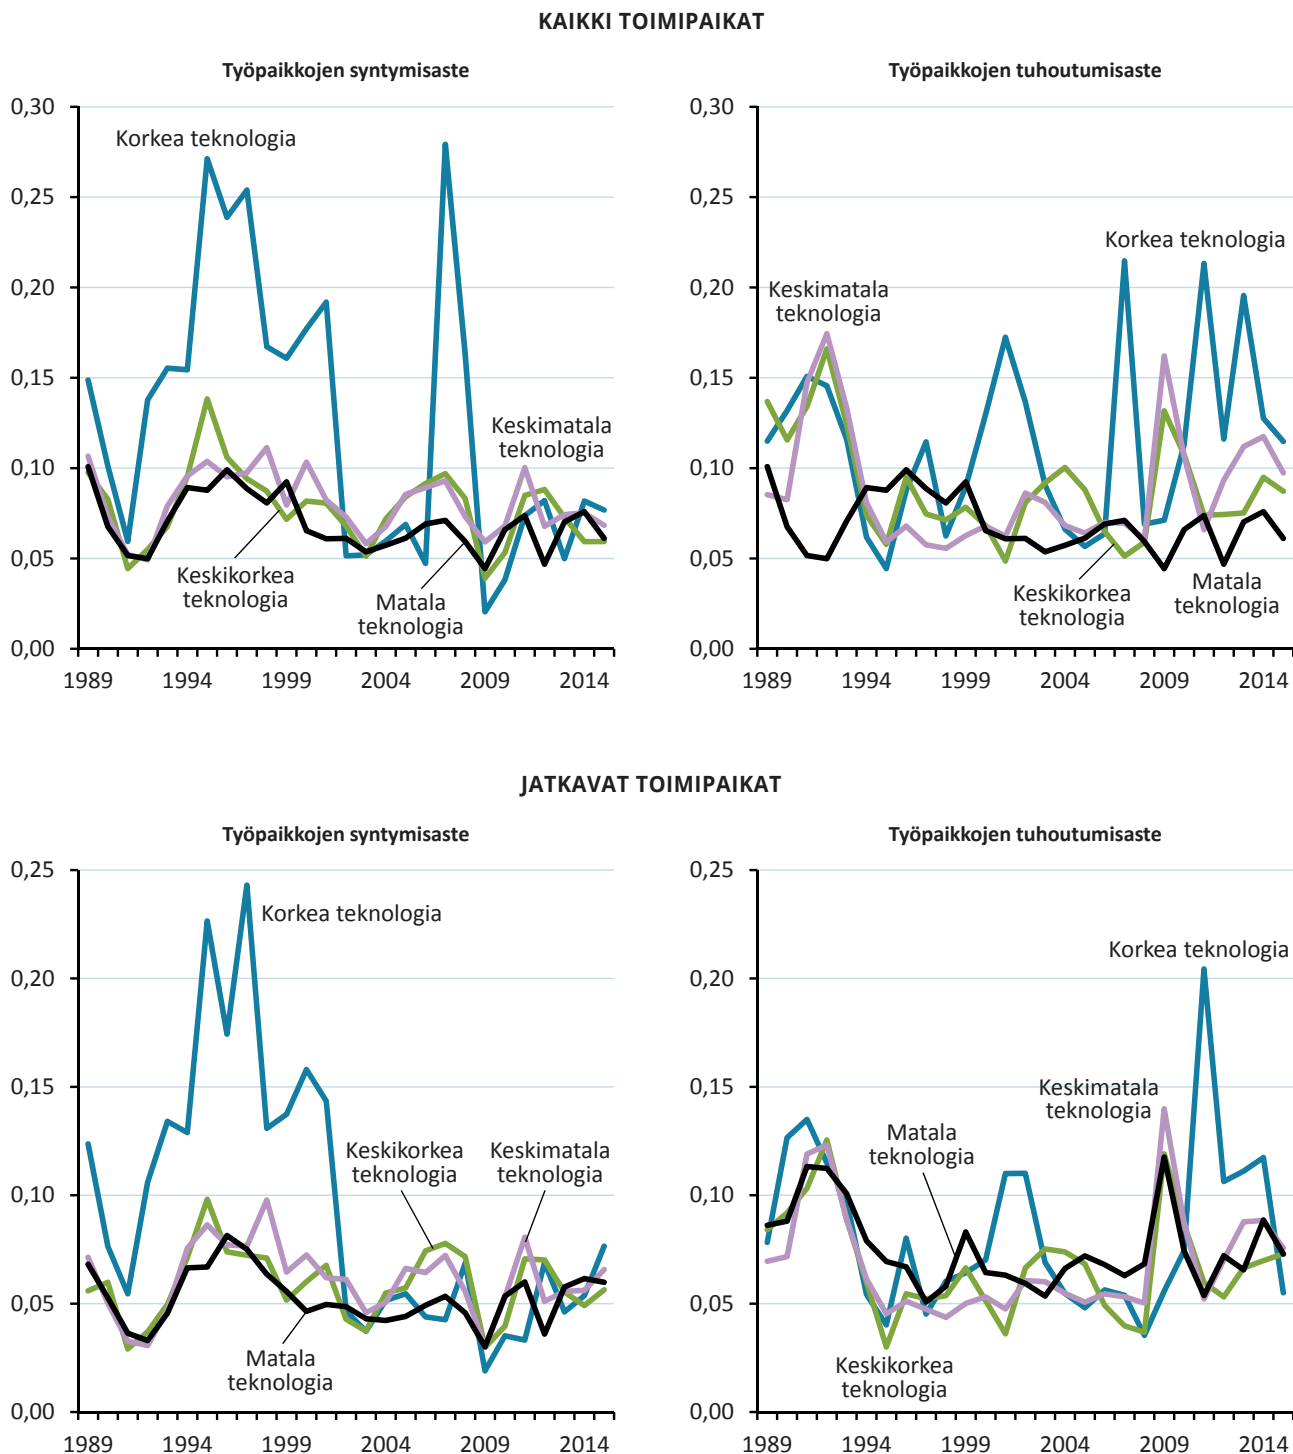 KAIKKI TOIMIPAIKAT
Työpaikkojen syntymisaste
0,30
0,25
0,20
0,15
0,10
0,05
0,00
Korkea teknologia
Keskimatala
teknologia
Keskikorkea
teknologia
Matala
teknologia
1989 1994 1999 2004 2009 2014
Työpaikkojen tuhoutumisaste
0,30
0,25
0,20
0,15
0,10
0,05
0,00
Korkea teknologia
Keskimatala
teknologia
Keskikorkea
teknologia
Matala
teknologia
1989 1994 1999 2004 2009 2014
JATKAVAT TOIMIPAIKAT
Työpaikkojen syntymisaste
0,25
0,20
0,15
0,10
0,05
0,00
Korkea teknologia
Keskikorkea
teknologia
Keskimatala
teknologia
Matala
teknologia
1989 1994 1999 2004 2009 2014
Työpaikkojen tuhoutumisaste
0,25
0,20
0,15
0,10
0,05
0,00
Korkea teknologia
Keskimatala
teknologia
Matala
teknologia
Keskikorkea
teknologia
1989 1994 1999 2004 2009 2014